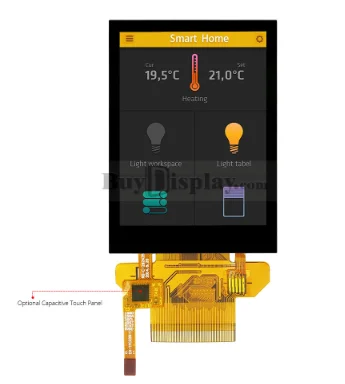 Smart Home
Cur
Set
19,5°C
21,0°C
Heating
Light workspace
Light tabel
BuyDisplay.com
Optional Capacitive Touch Panel